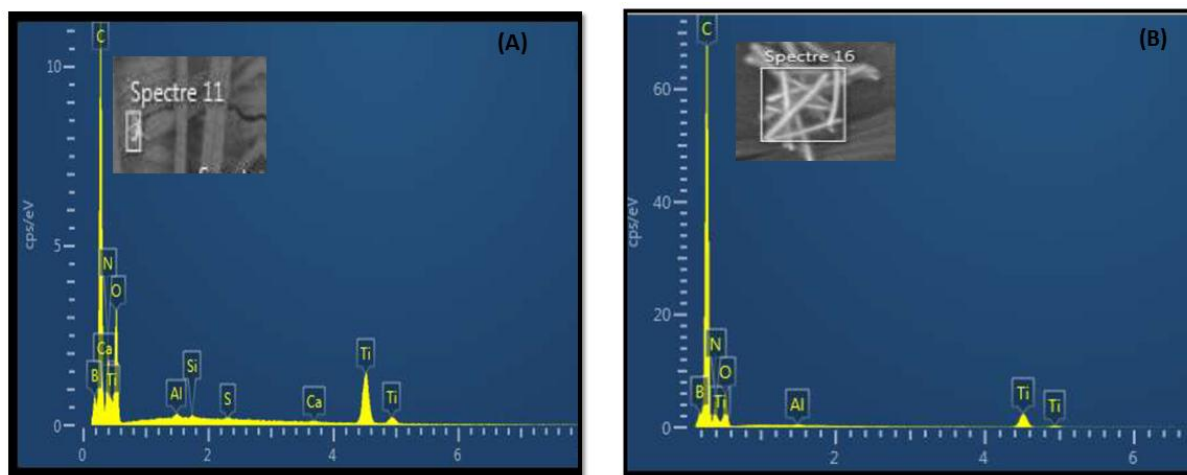 (A)
C
10
Spectre 11
cps/eV
5
N
O
Ca
B
Ti
Al
Si
S
Ca
Ti
Ti
0
0
2
4
6
(B)
C
Spectre 16
60
cps/eV
40
20
N
O
B
Ti
Al
Ti
Ti
0
2
4
6